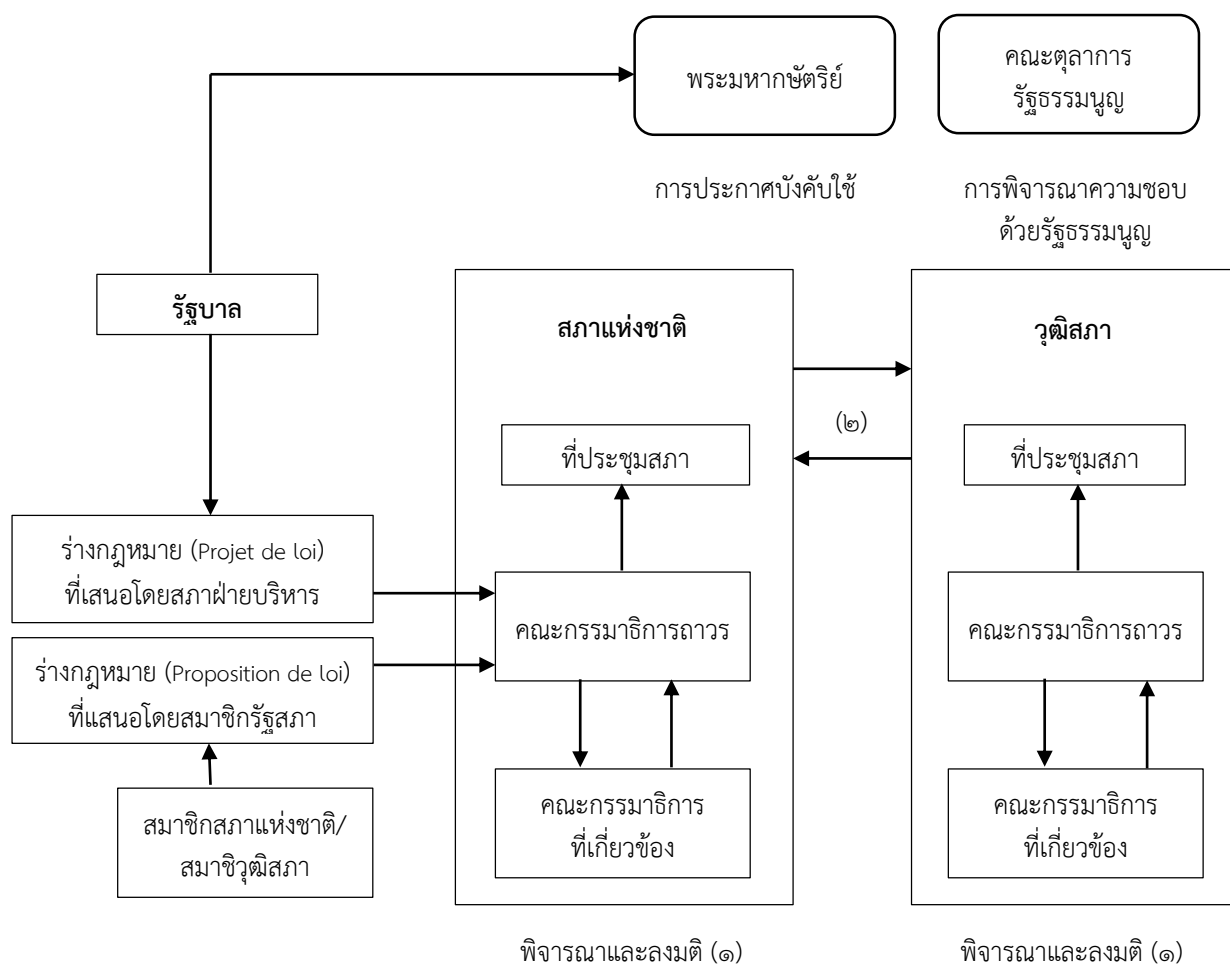 พระมหากษัตริย์
คณะตุลาการ
รัฐธรรมนูญ
การประกาศบังคับใช้
การพิจารณาความชอบ
ด้วยรัฐธรรมนูญ
รัฐบาล
สภาแห่งชาติ
วุฒิสภา
(๒)
ที่ประชุมสภา
ที่ประชุมสภา
ร่างกฎหมาย (Projet de loi)
ที่เสนอโดยสภาฝ่ายบริหาร
คณะกรรมาธิการถาวร
คณะกรรมาธิการถาวร
ร่างกฎหมาย (Proposition de loi)
ที่แสนอโดยสมาชิกรัฐสภา
สมาชิกสภาแห่งชาติ/
สมาชิวุฒิสภา
คณะกรรมาธิการ
ที่เกี่ยวข้อง
คณะกรรมาธิการ
ที่เกี่ยวข้อง
พิจารณาและลงมติ (๑)
พิจารณาและลงมติ (๑)